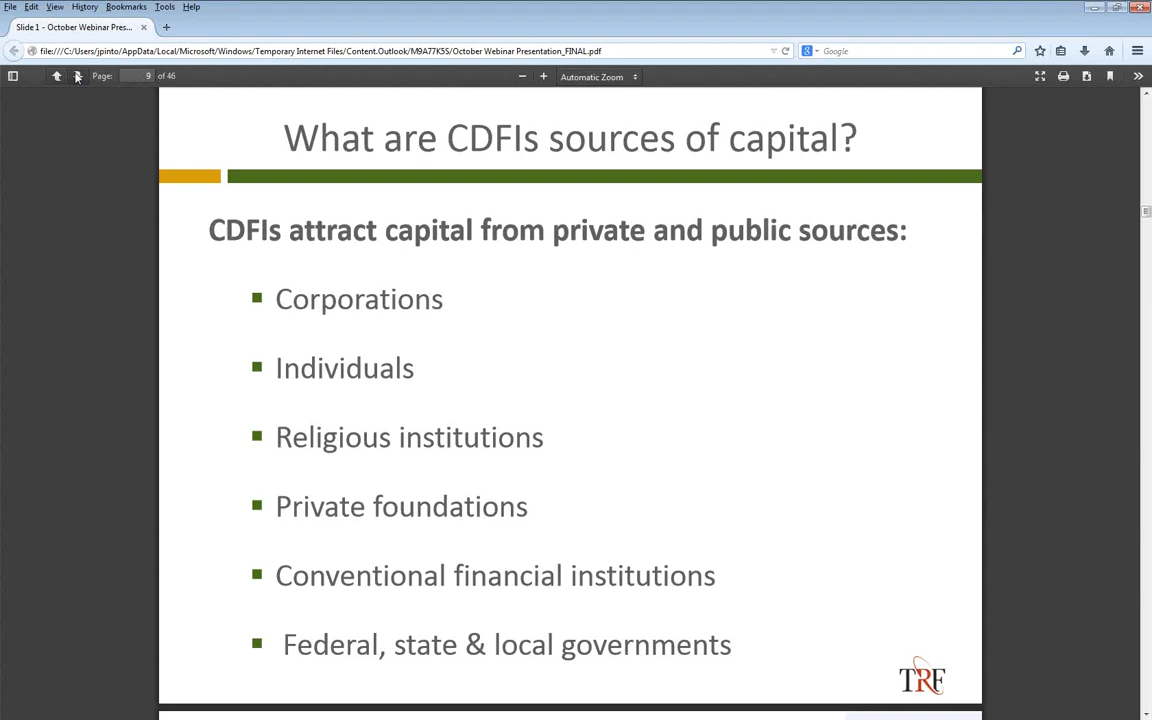 File Edit View History Bookmarks Tools Help
Slide 1 - October Webinar Pres...
file:///C:/Users/jpinto/AppData/Local/Microsoft/Windows/Temporary Internet Files/Content.Outlook/M9A77K5S/October Webinar Presentation_FINAL.pdf
Google
Page: 9 of 46
Automatic Zoom
What are CDFIs sources of capital?
CDFIs attract capital from private and public sources:
Corporations
Individuals
Religious institutions
Private foundations
Conventional financial institutions
Federal, state & local governments
TRF